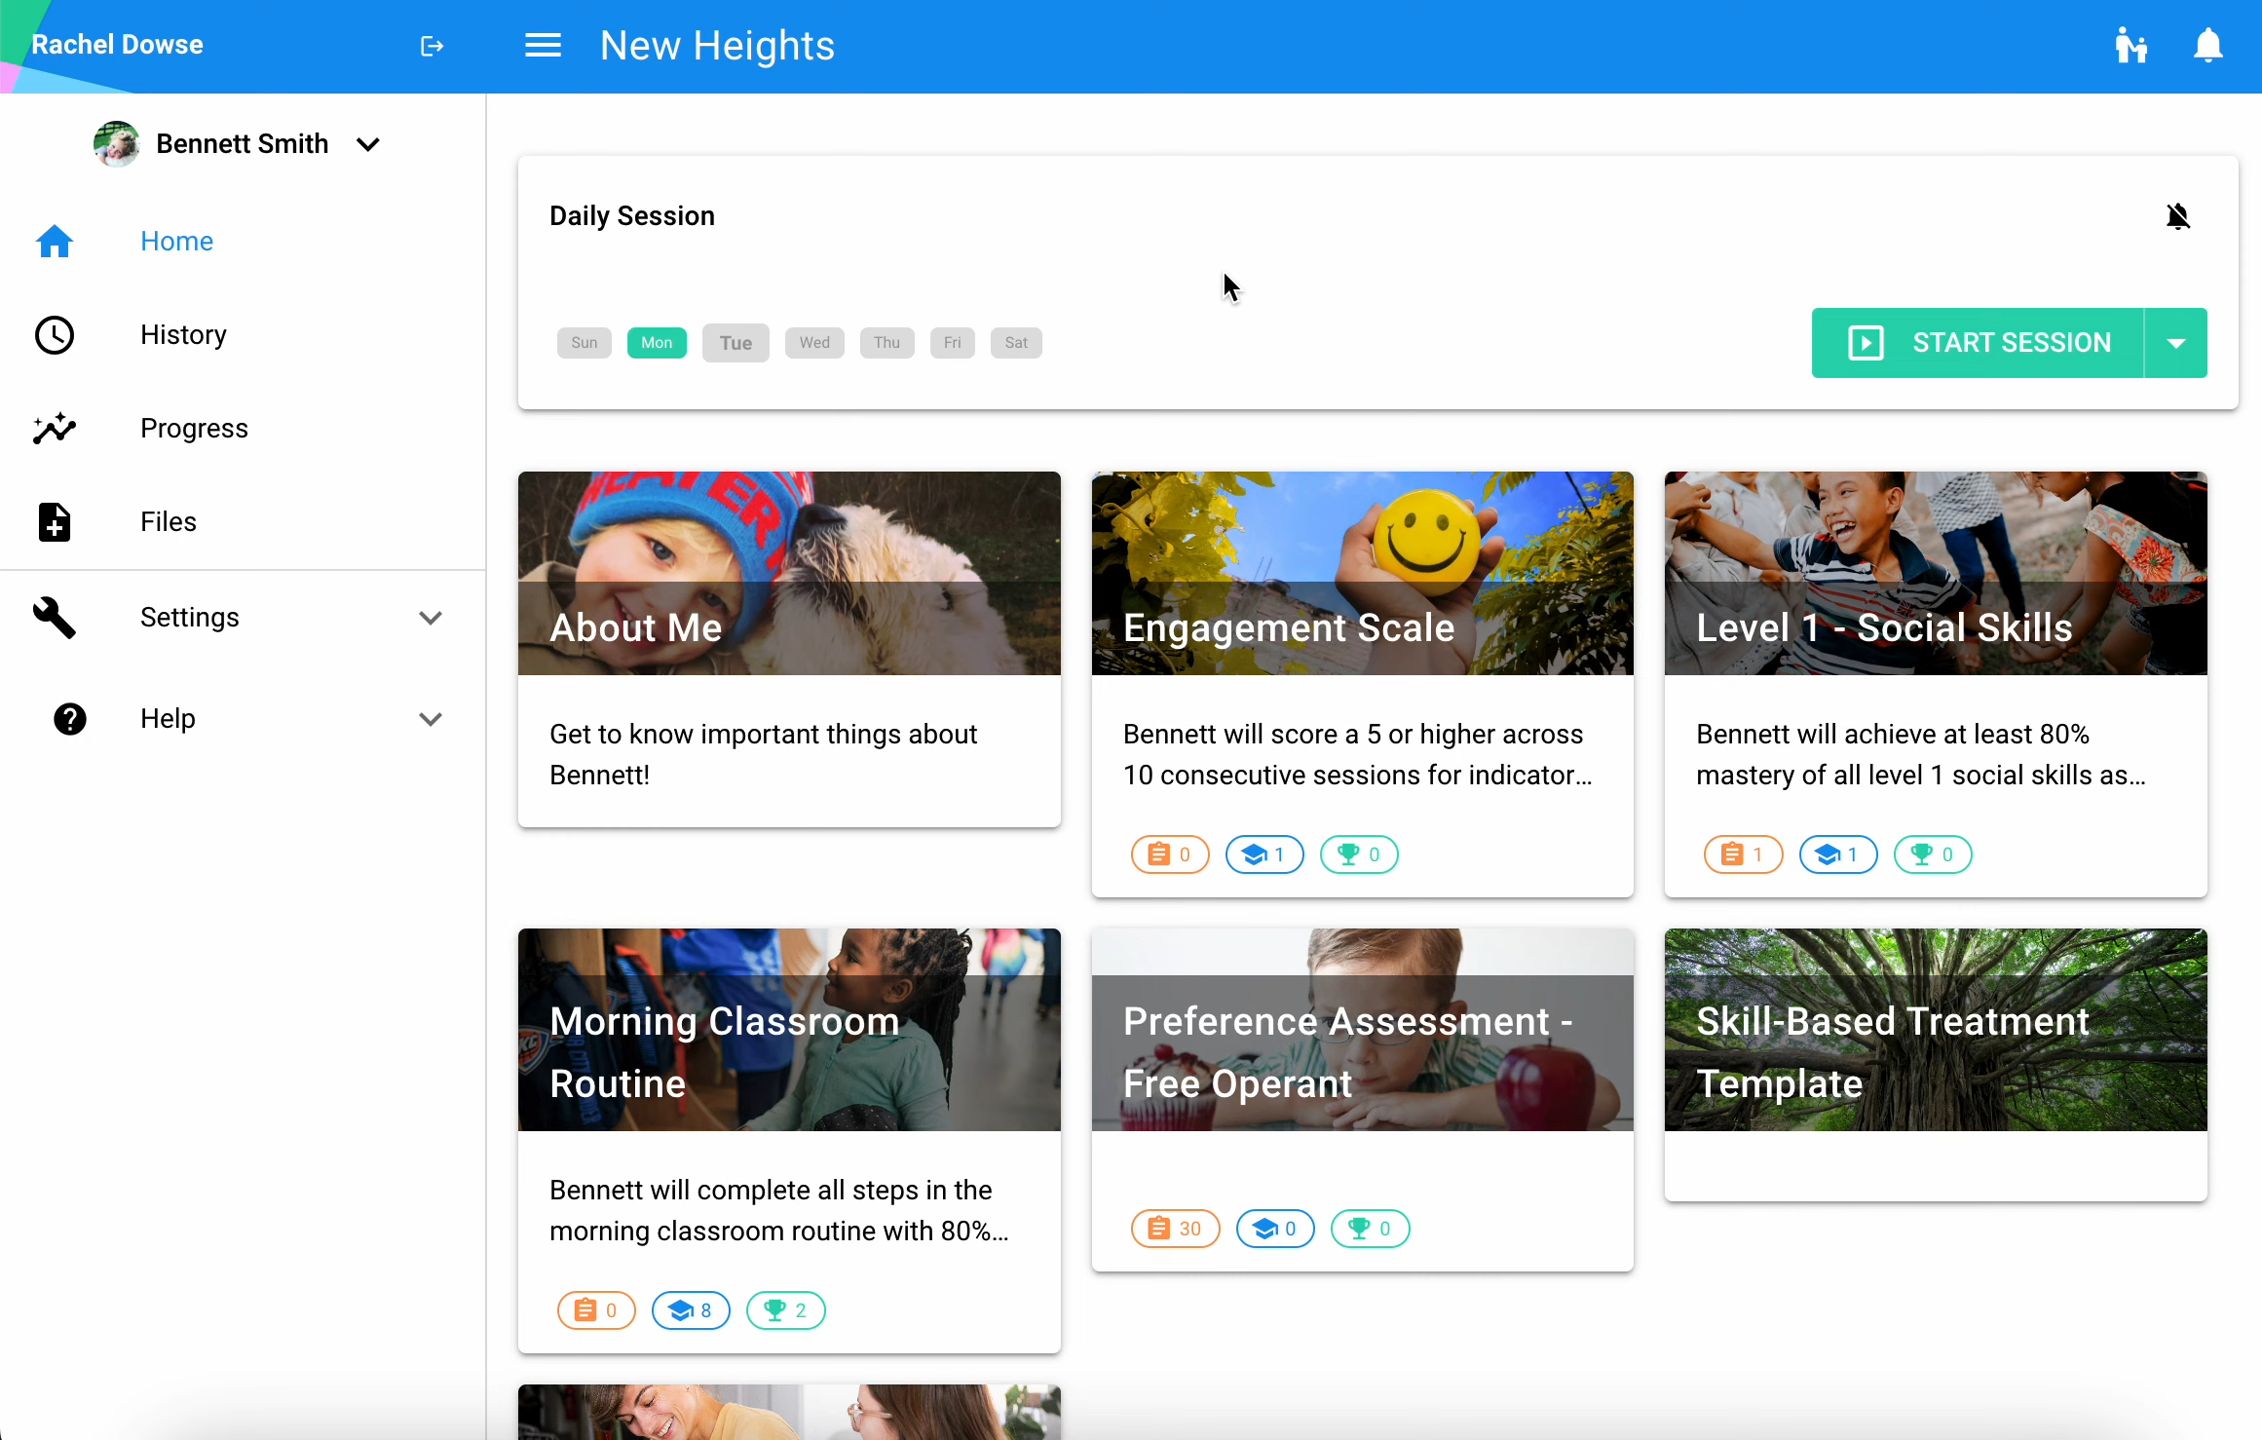 Rachel Dowse
New Heights
Bennett Smith
Home
History
Progress
Files
Settings
Help
Daily Session
Sun Mon Tue Wed Thu Fri Sat
START SESSION
About Me
Get to know important things about
Bennett!
Engagement Scale
Bennett will score a 5 or higher across
10 consecutive sessions for indicator...
0 1 0
Level 1 - Social Skills
Bennett will achieve at least 80%
mastery of all level 1 social skills as...
1 1 0
Morning Classroom
Routine
Bennett will complete all steps in the
morning classroom routine with 80%...
0 8 2
Preference Assessment -
Free Operant
30 0 0
Skill-Based Treatment
Template